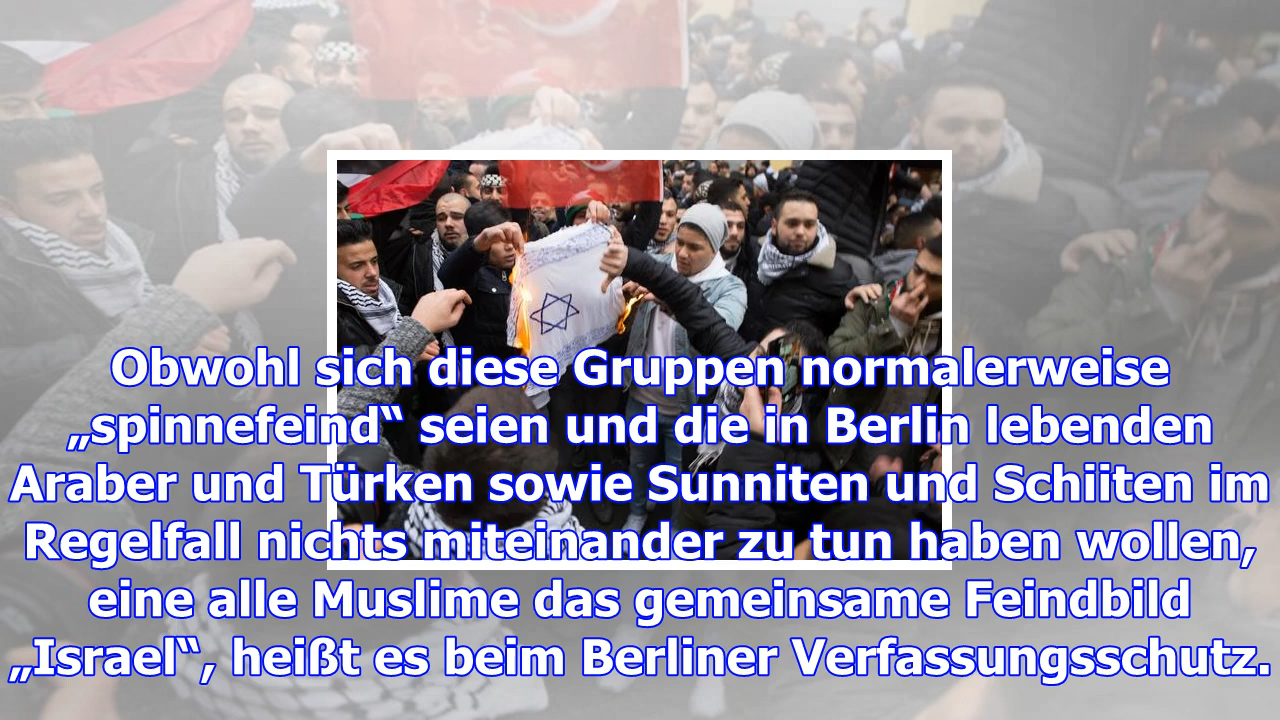 Obwohl sich diese Gruppen normalerweise
„spinnefeind“ seien und die in Berlin lebenden
Araber und Türken sowie Sunniten und Schiiten im
Regelfall nichts miteinander zu tun haben wollen,
eine alle Muslime das gemeinsame Feindbild
„Israel“, heißt es beim Berliner Verfassungsschutz.